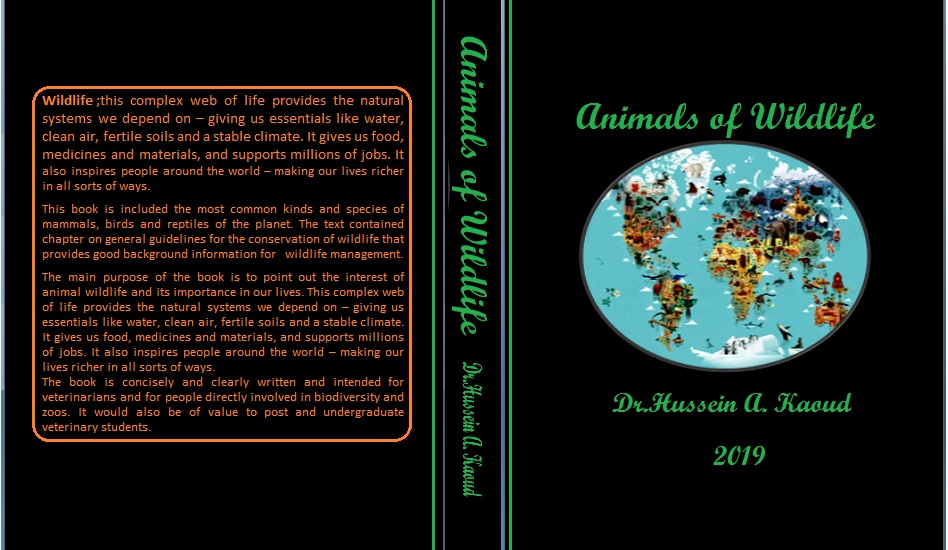 Wildlife ;this complex web of life provides the natural
systems we depend on – giving us essentials like water,
clean air, fertile soils and a stable climate. It gives us food,
medicines and materials, and supports millions of jobs. It
also inspires people around the world – making our lives richer
in all sorts of ways.
This book is included the most common kinds and species of
mammals, birds and reptiles of the planet. The text contained
chapter on general guidelines for the conservation of wildlife that
provides good background information for wildlife management.
The main purpose of the book is to point out the interest of
animal wildlife and its importance in our lives. This complex web
of life provides the natural systems we depend on – giving us
essentials like water, clean air, fertile soils and a stable climate.
It gives us food, medicines and materials, and supports millions
of jobs. It also inspires people around the world – making our
lives richer in all sorts of ways.
The book is concisely and clearly written and intended for
veterinarians and for people directly involved in biodiversity and
zoos. It would also be of value to post and undergraduate
veterinary students.
Animals of Wildlife
Dr.Hussein A. Kaoud
Animals of Wildlife
Dr.Hussein A. Kaoud
2019